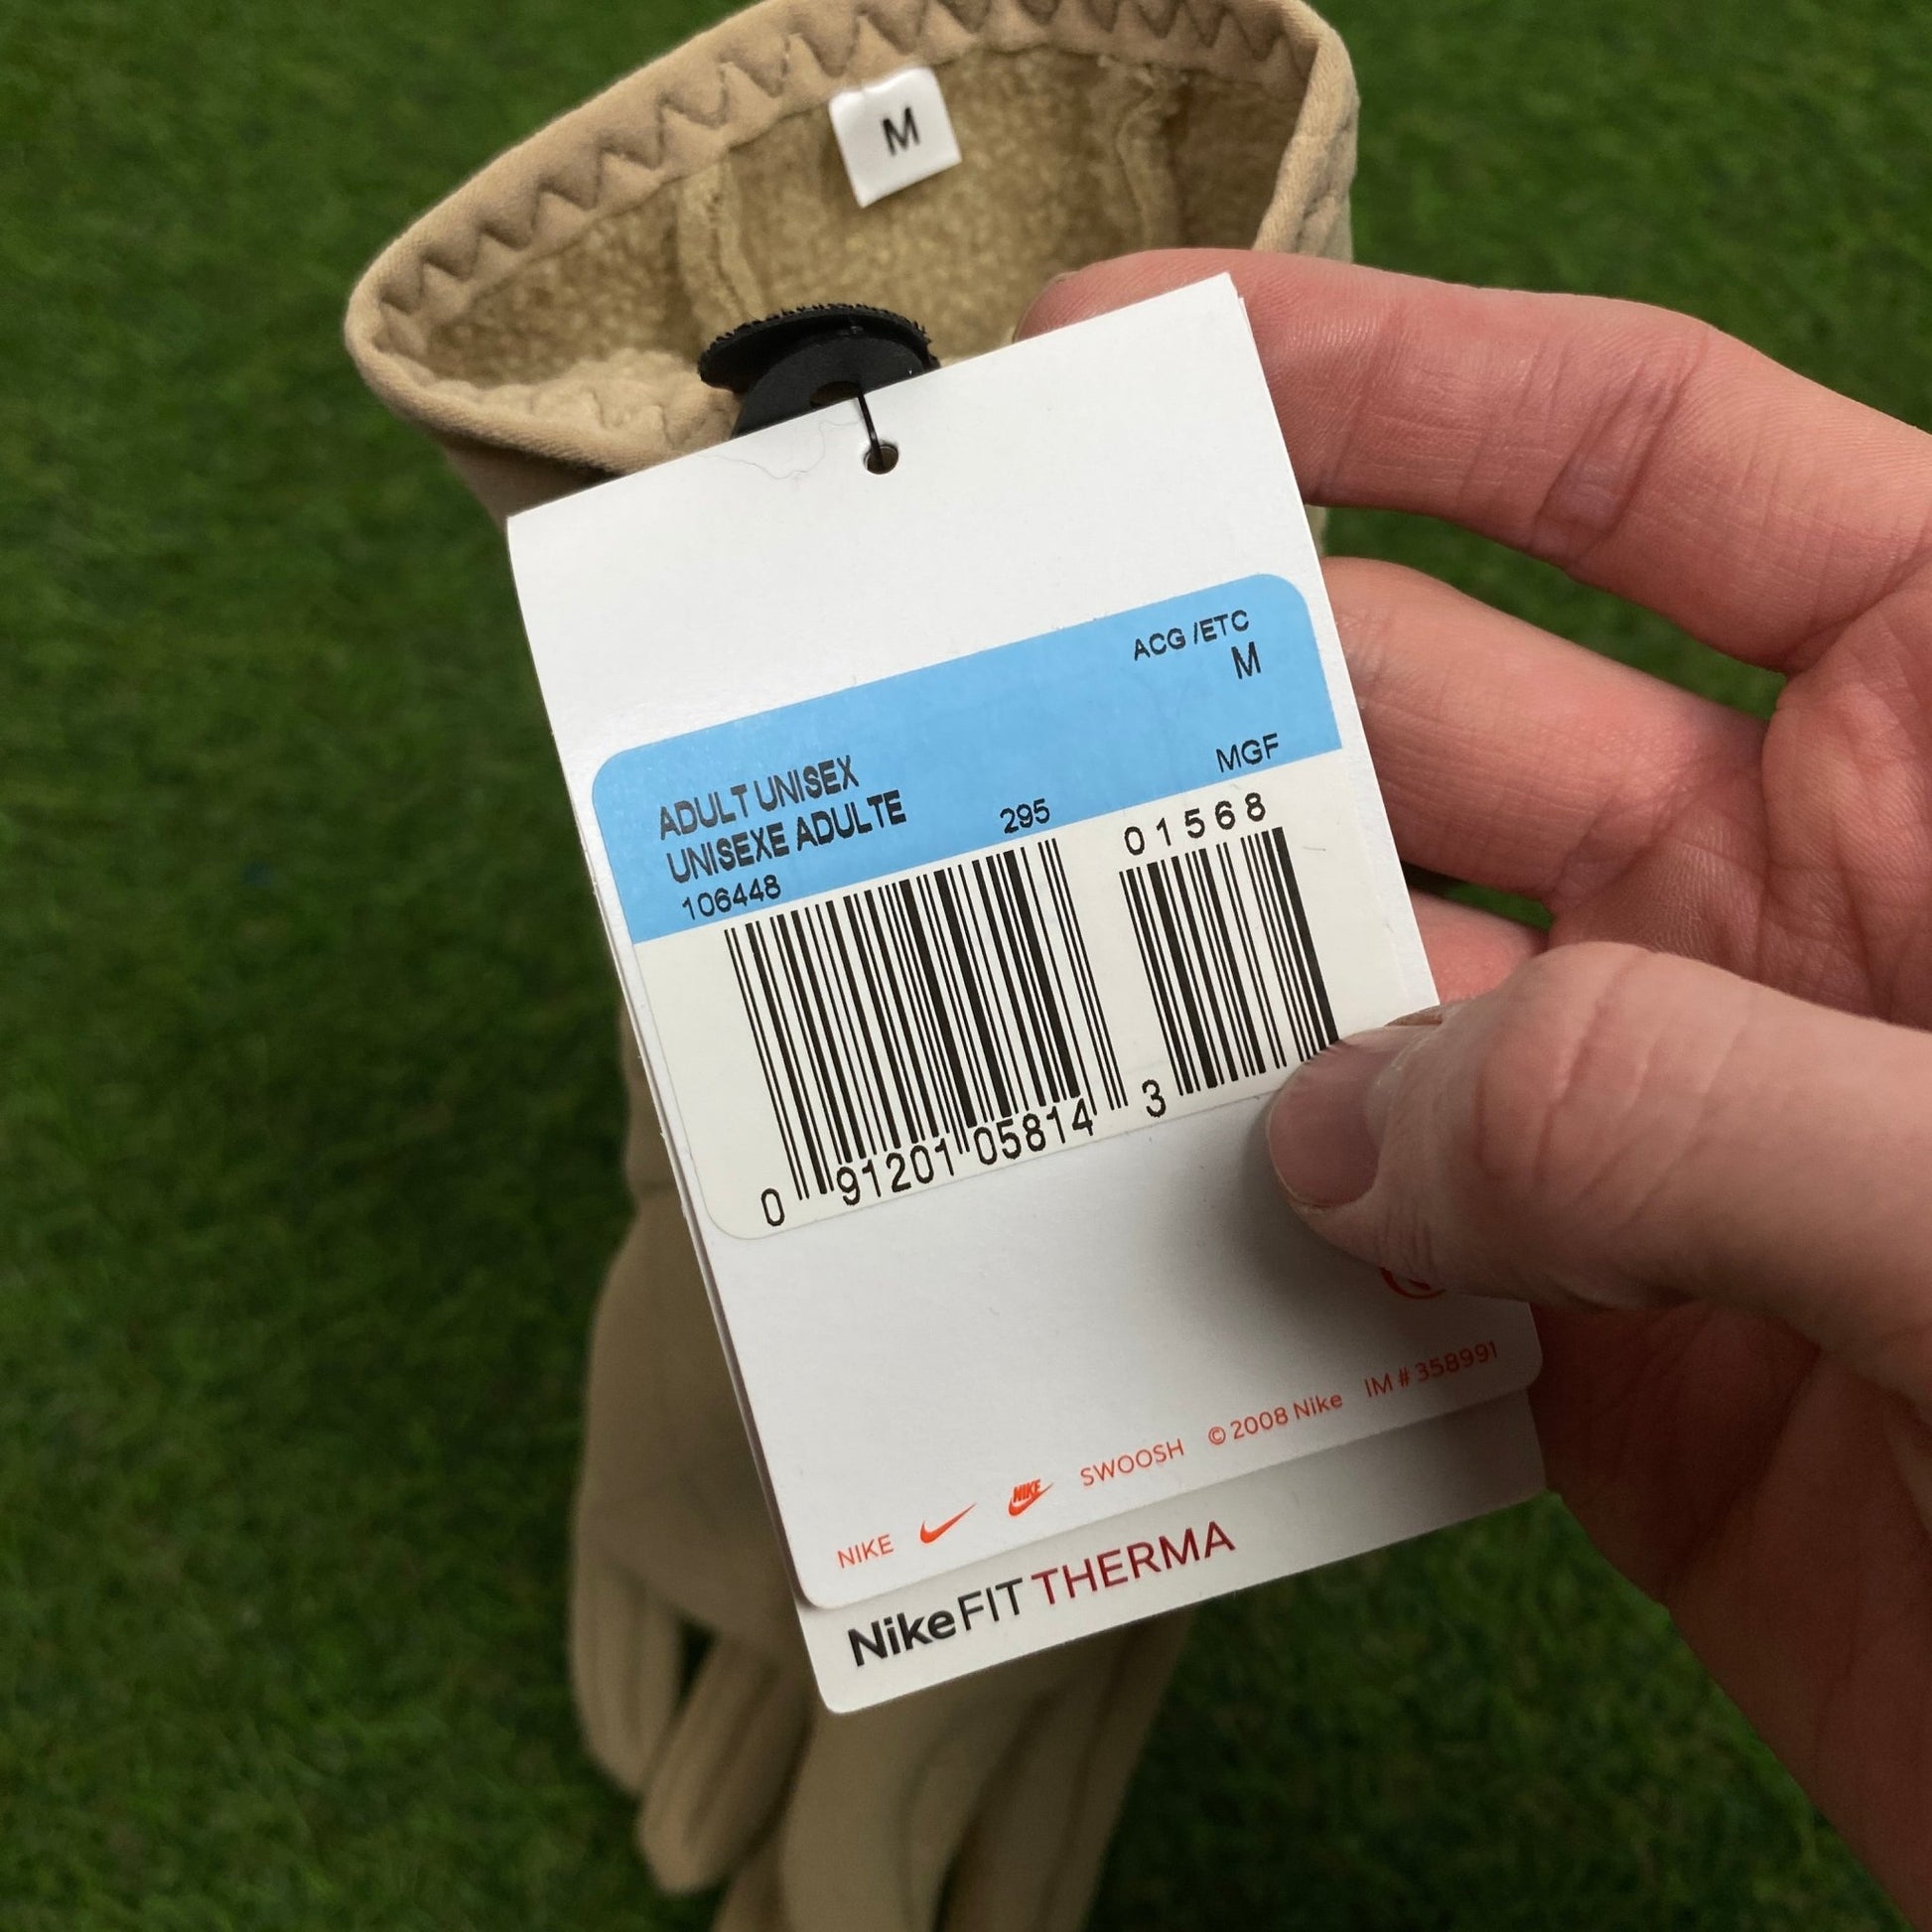 M
ACG /ETC
M
ADULT UNISEX
UNISEXE ADULTE
106448
295
MGF
01568
0 91201 05814 3
NIKE NIKE SWOOSH © 2008 Nike IM # 358991
NikeFIT THERMA